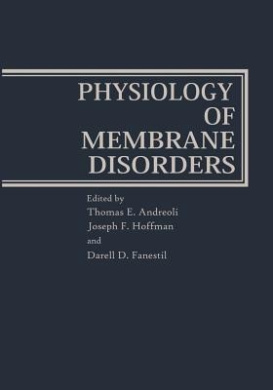 PHYSIOLOGY
OF
MEMBRANE
DISORDERS
Edited by
Thomas E. Andreoli
Joseph F. Hoffman
and
Darell D. Fanestil